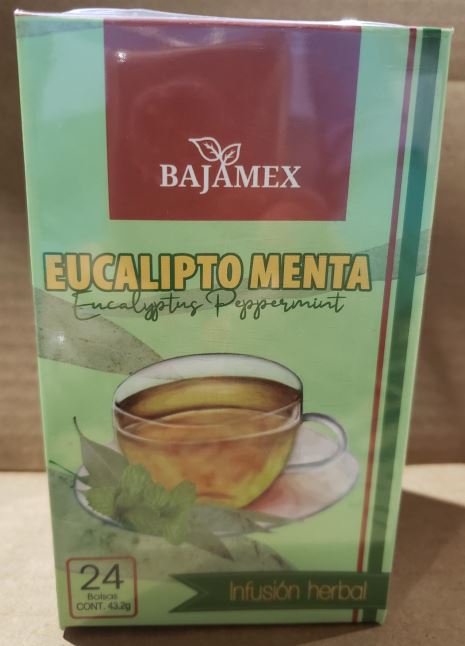 BAJAMEX
EUCALIPTO MENTA
Eucalyptus Peppermint
24
Bolsas
CONT. 43.2g
Infusión herbal